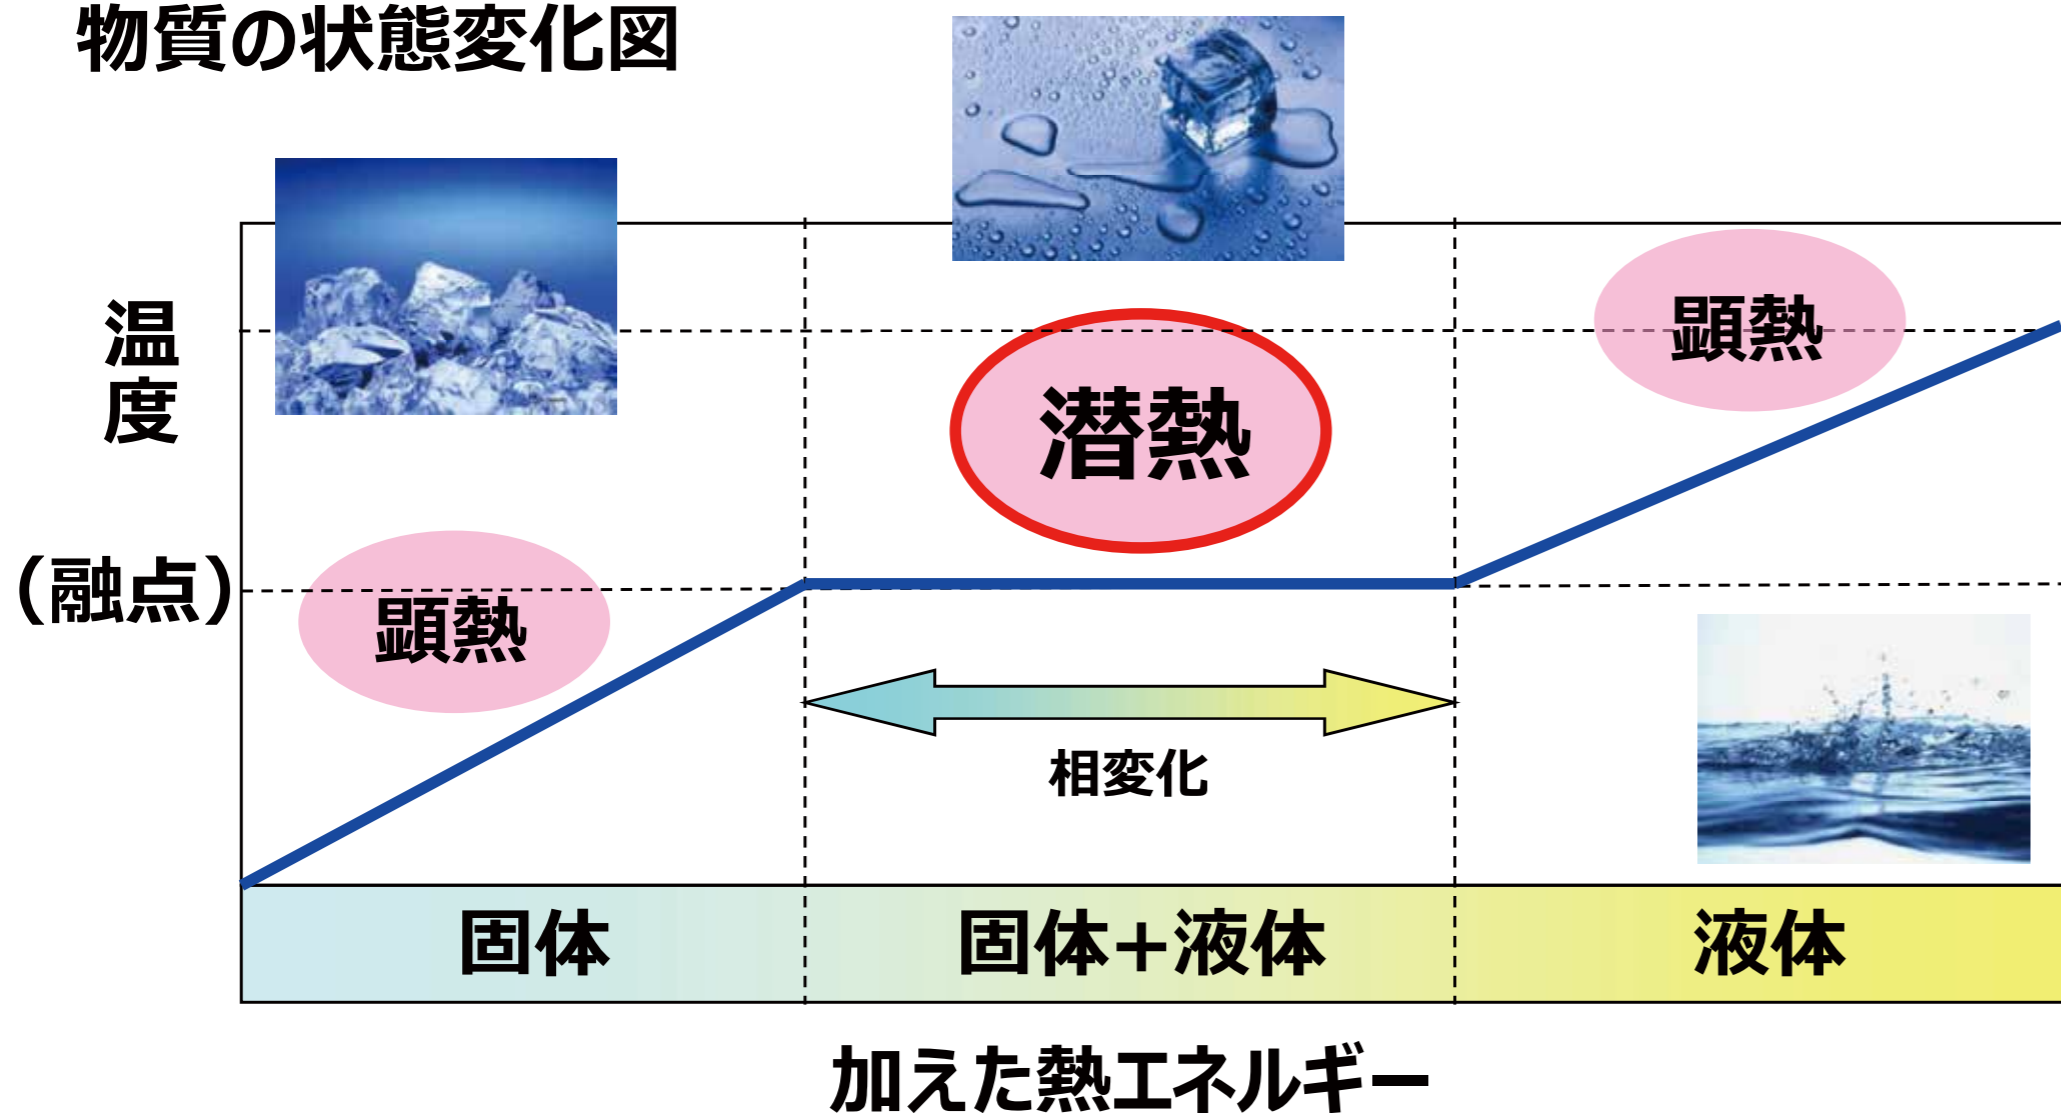 物質の状態変化図
温度
(融点)
顕熱
潜熱
顕熱
相変化
固体
固体+液体
液体
加えた熱エネルギー